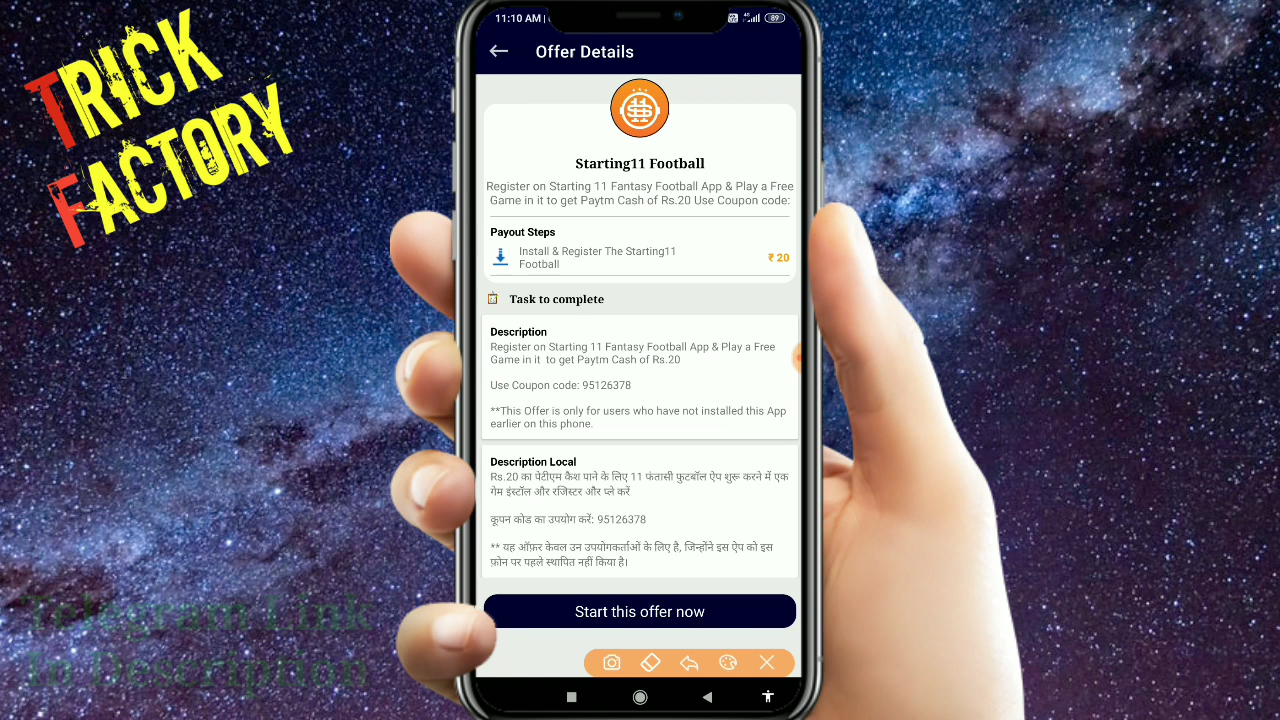 TRICK
FACTORY
11:10 AM |
89
Offer Details
Starting11 Football
Register on Starting 11 Fantasy Football App & Play a Free
Game in it to get Paytm Cash of Rs.20 Use Coupon code:
Payout Steps
Install & Register The Starting11
Football
₹ 20
Task to complete
Description
Register on Starting 11 Fantasy Football App & Play a Free
Game in it to get Paytm Cash of Rs.20
Use Coupon code: 95126378
**This Offer is only for users who have not installed this App
earlier on this phone.
Description Local
Rs.20 का पेटीएम कैश पाने के लिए 11 फंतासी फुटबॉल ऐप शुरू करने में एक
गेम इंस्टॉल और रजिस्टर और प्ले करें
कूपन कोड का उपयोग करें: 95126378
** यह ऑफ़र केवल उन उपयोगकर्ताओं के लिए है, जिन्होंने इस ऐप को इस
फ़ोन पर पहले स्थापित नहीं किया है।
Start this offer now
Telegram Link
In Description